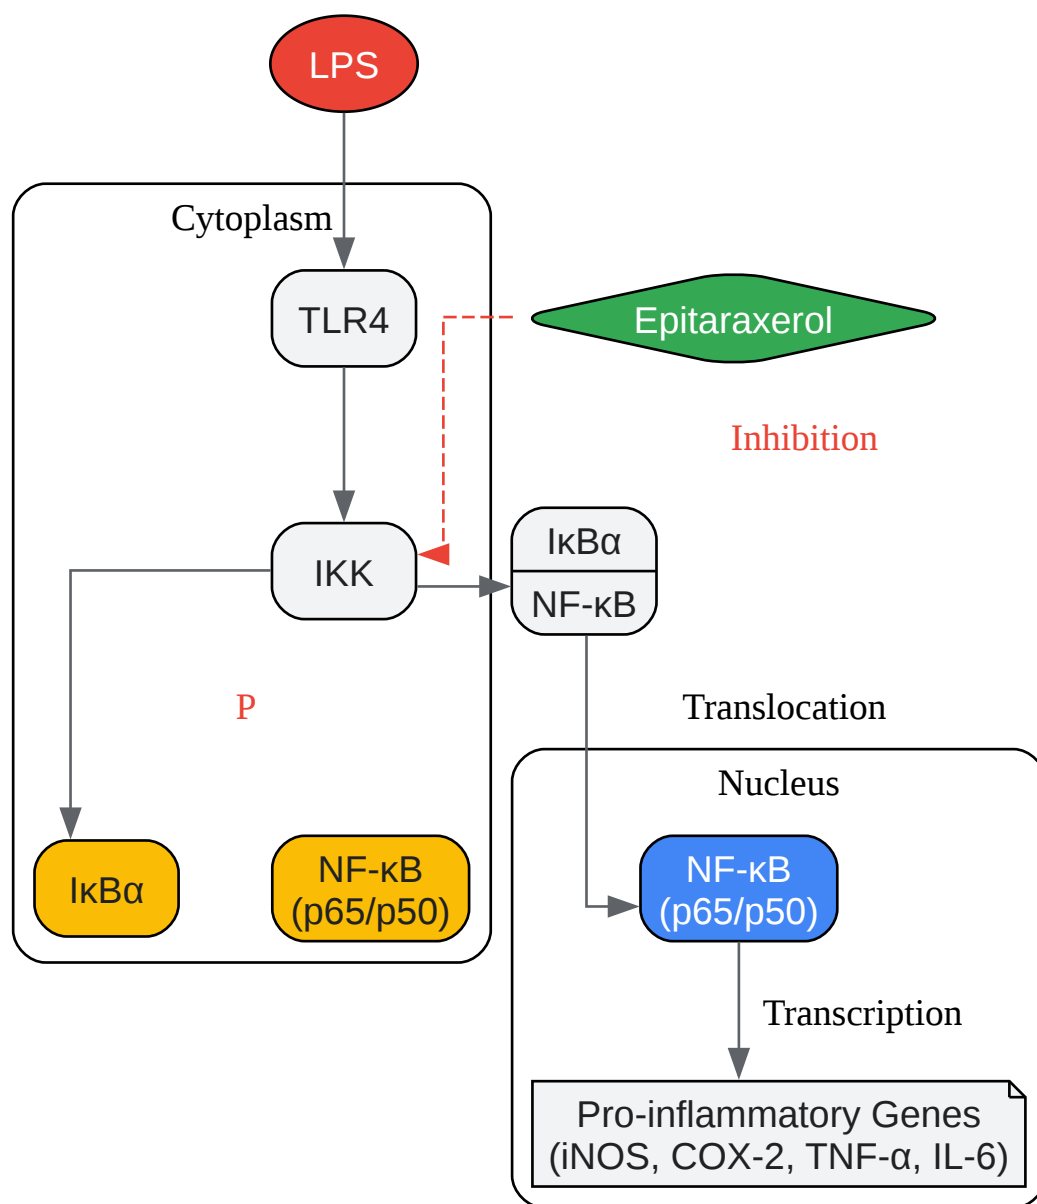 LPS
Cytoplasm
TLR4
Epitaraxerol
Inhibition
IKK
IκBα
NF-κB
P
Translocation
Nucleus
IκBα
NF-κB
(p65/p50)
NF-κB
(p65/p50)
Transcription
Pro-inflammatory Genes
(iNOS, COX-2, TNF-α, IL-6)